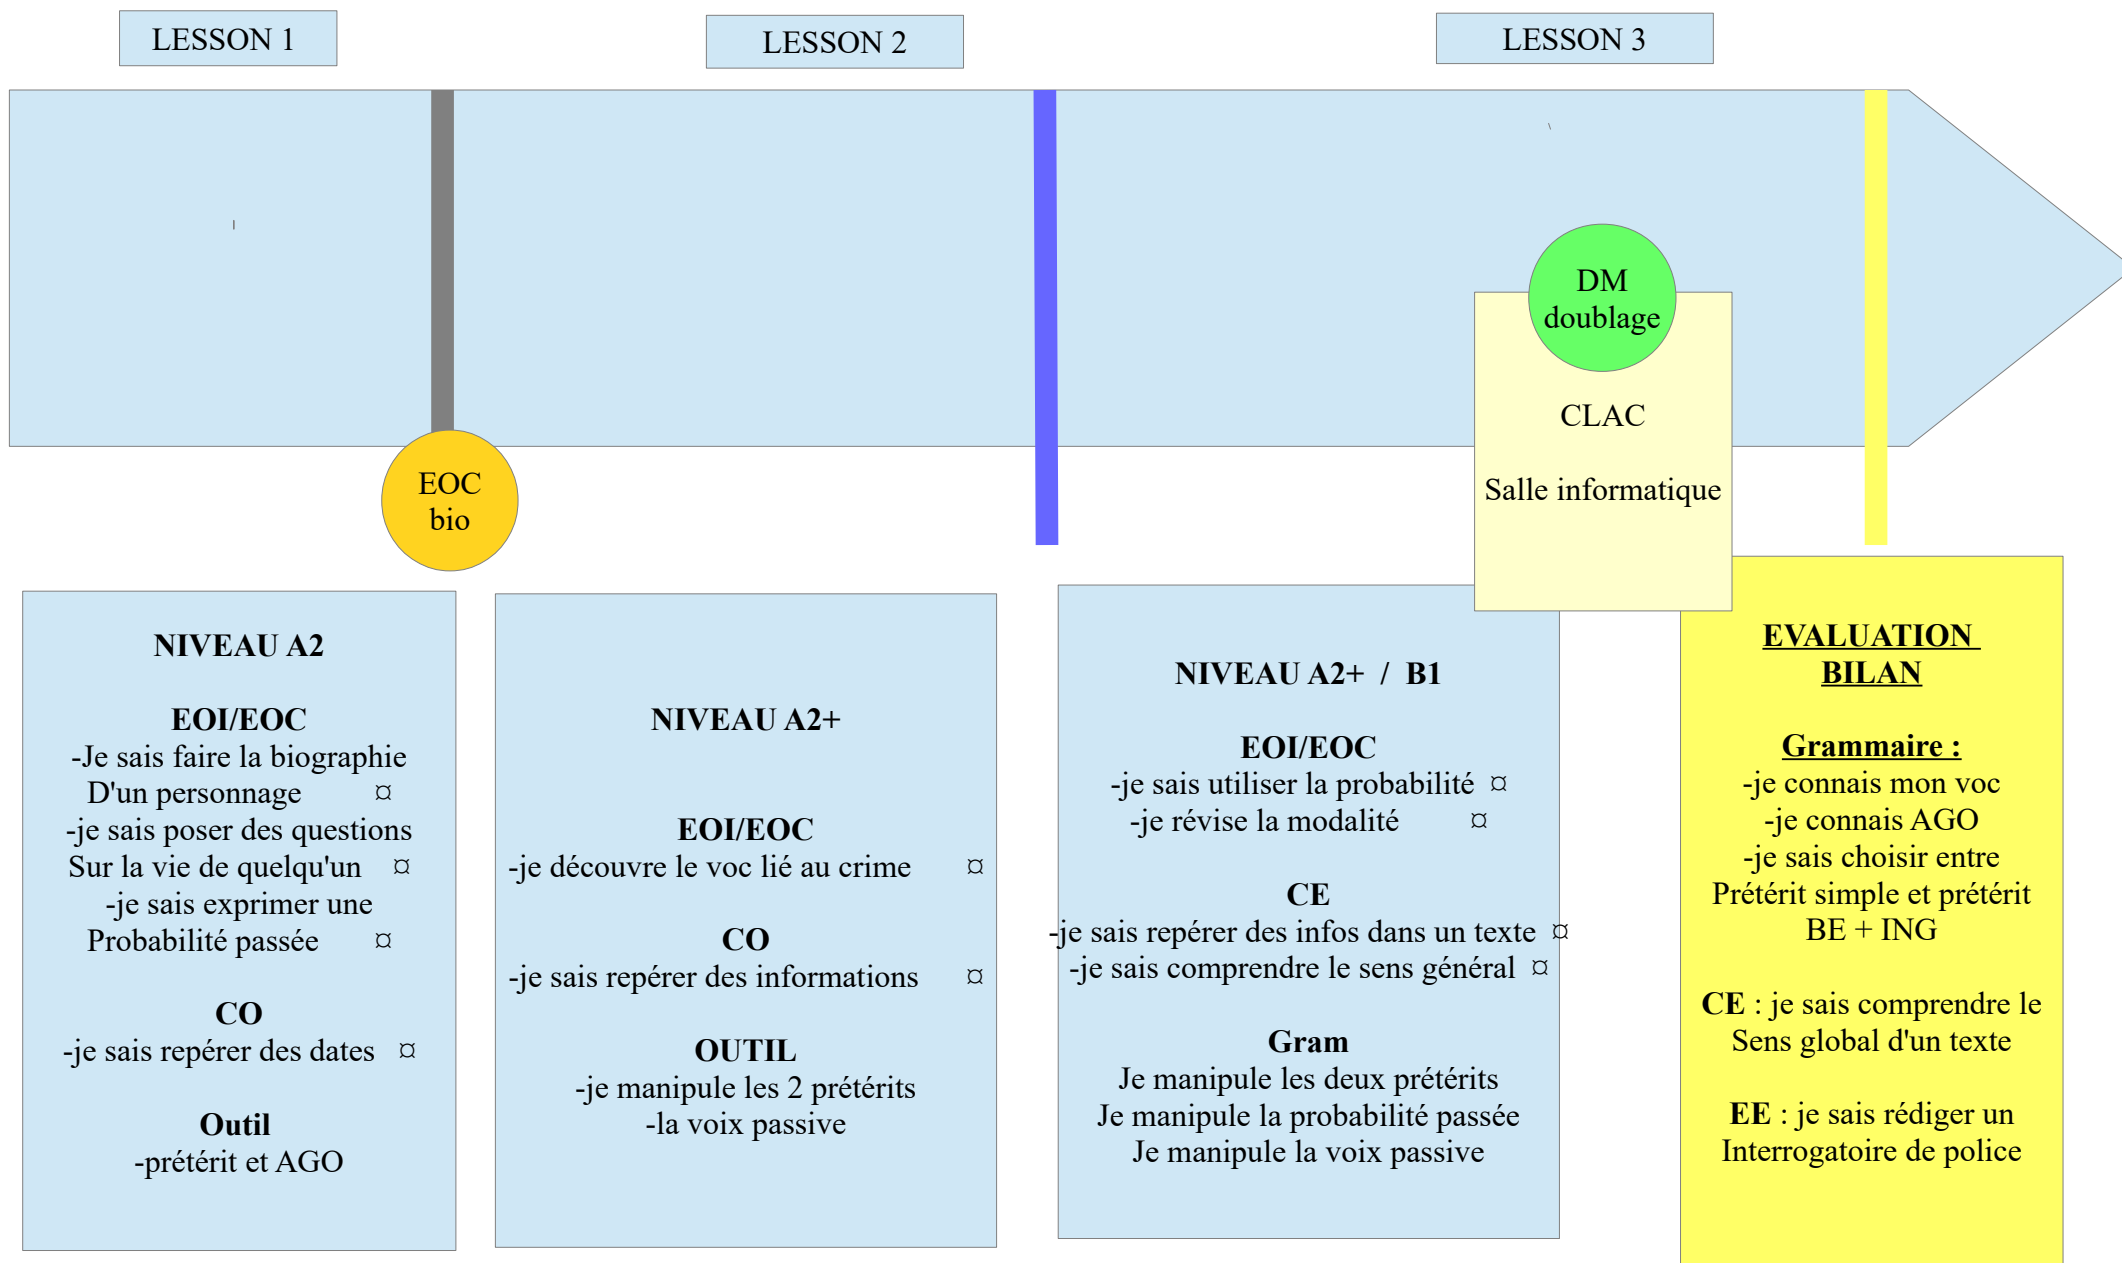 LESSON 1
LESSON 2
LESSON 3
DM
doublage
CLAC
Salle informatique
EOC
bio
NIVEAU A2
EOI/EOC
-Je sais faire la biographie
D'un personnage ¤
-je sais poser des questions
Sur la vie de quelqu'un ¤
-je sais exprimer une
Probabilité passée ¤
CO
-je sais repérer des dates ¤
Outil
-prétérit et AGO
NIVEAU A2+
EOI/EOC
-je découvre le voc lié au crime ¤
CO
-je sais repérer des informations ¤
OUTIL
-je manipule les 2 prétérits
-la voix passive
NIVEAU A2+ / B1
EOI/EOC
-je sais utiliser la probabilité ¤
-je révise la modalité ¤
CE
-je sais repérer des infos dans un texte ¤
-je sais comprendre le sens général ¤
Gram
Je manipule les deux prétérits
Je manipule la probabilité passée
Je manipule la voix passive
EVALUATION
BILAN
Grammaire :
-je connais mon voc
-je connais AGO
-je sais choisir entre
Prétérit simple et prétérit
BE + ING
CE : je sais comprendre le
Sens global d'un texte
EE : je sais rédiger un
Interrogatoire de police